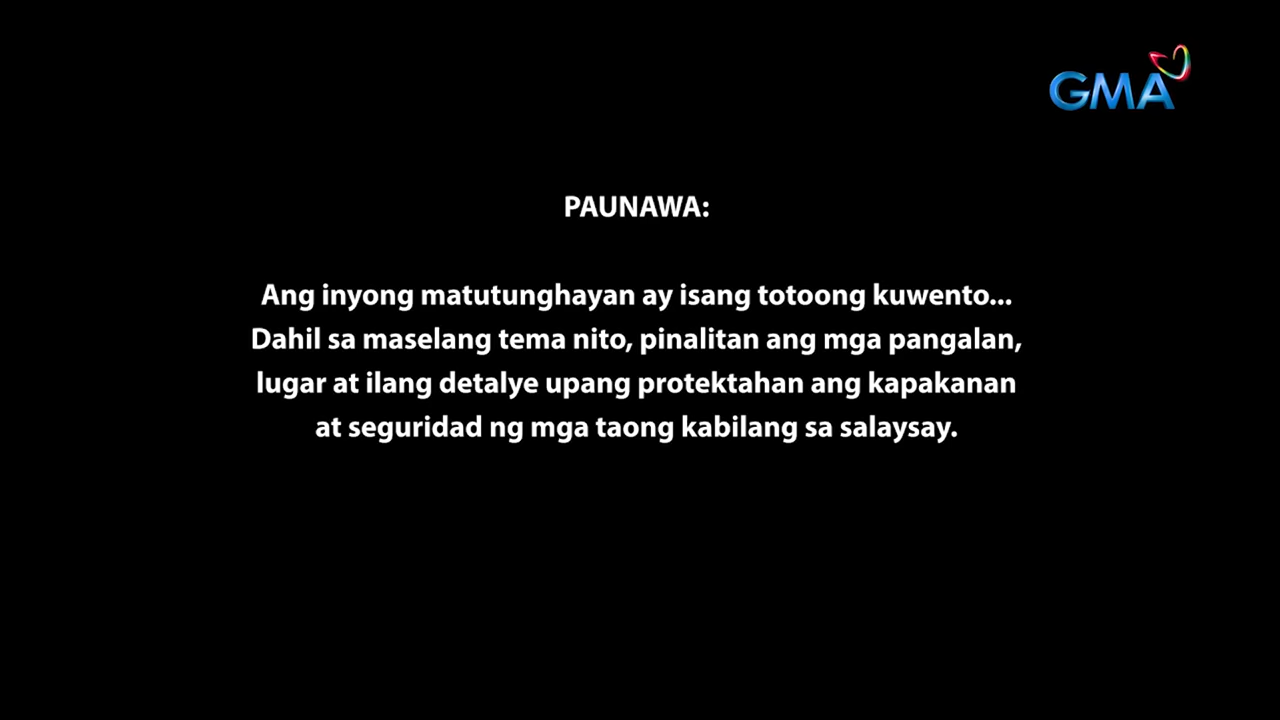 GMA
PAUNAWA:
Ang inyong matutunghayan ay isang totoong kuwento...
Dahil sa maselang tema nito, pinalitan ang mga pangalan,
lugar at ilang detalye upang protektahan ang kapakanan
at seguridad ng mga taong kabilang sa salaysay.